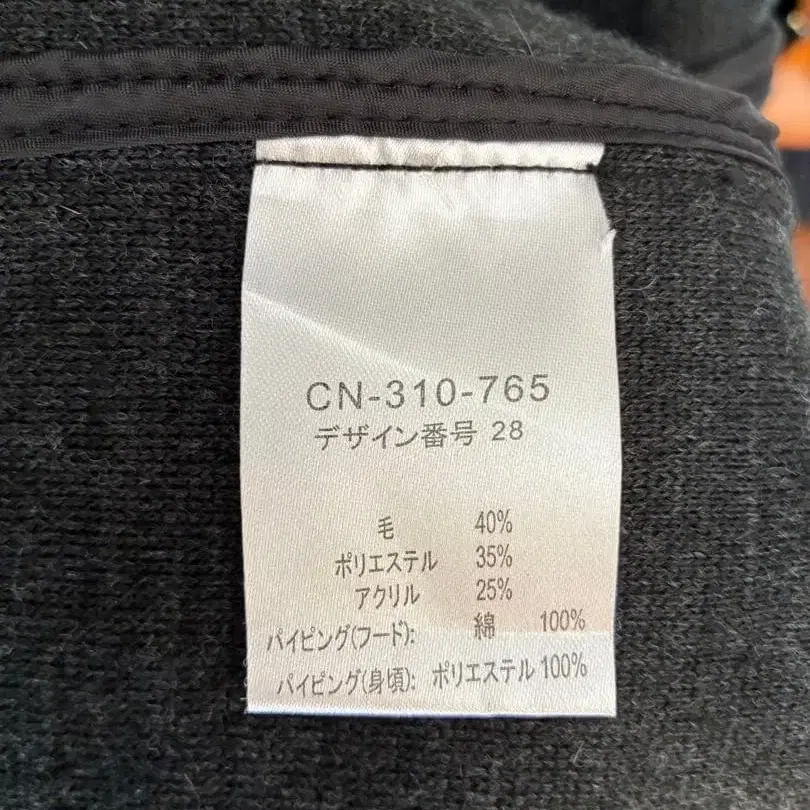 CN-310-765
デザイン番号 28
毛 40%
ポリエステル 35%
アクリル 25%
パイピング(フード): 綿 100%
パイピング(身頃): ポリエステル 100%